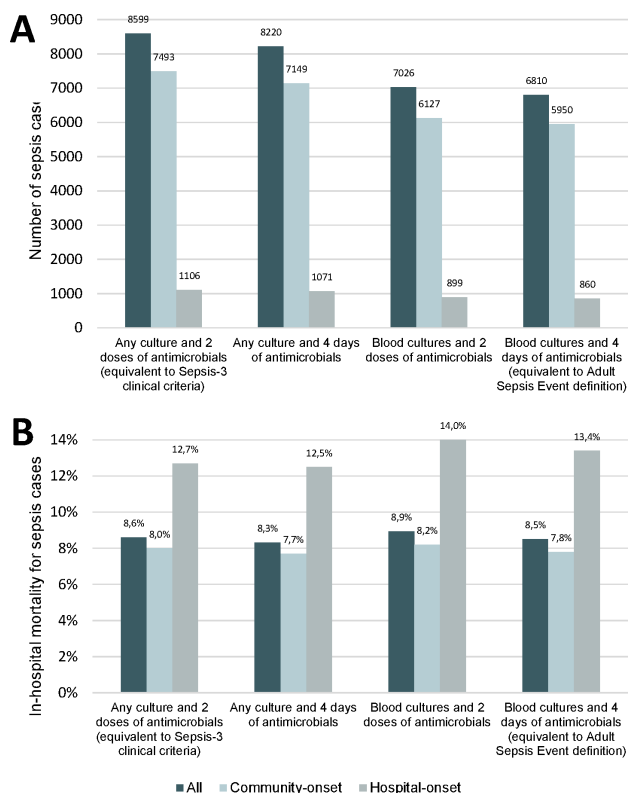 A
9000
8000
7000
6000
5000
4000
3000
2000
1000
0
Number of sepsis case
8599
7493
1106
8220
7149
1071
7026
6127
899
6810
5950
860
Any culture and 2
doses of antimicrobials
(equivalent to Sepsis-3
clinical criteria)
Any culture and 4 days
of antimicrobials
Blood cultures and 2
doses of antimicrobials
Blood cultures and 4
days of antimicrobials
(equivalent to Adult
Sepsis Event definition)
B
14%
12%
10%
8%
6%
4%
2%
0%
In-hospital mortality for sepsis cases
8,6%
8,0%
12,7%
8,3%
7,7%
12,5%
8,9%
8,2%
14,0%
8,5%
7,8%
13,4%
Any culture and 2
doses of antimicrobials
(equivalent to Sepsis-3
clinical criteria)
Any culture and 4 days
of antimicrobials
Blood cultures and 2
doses of antimicrobials
Blood cultures and 4
days of antimicrobials
(equivalent to Adult
Sepsis Event definition)
All Community-onset Hospital-onset